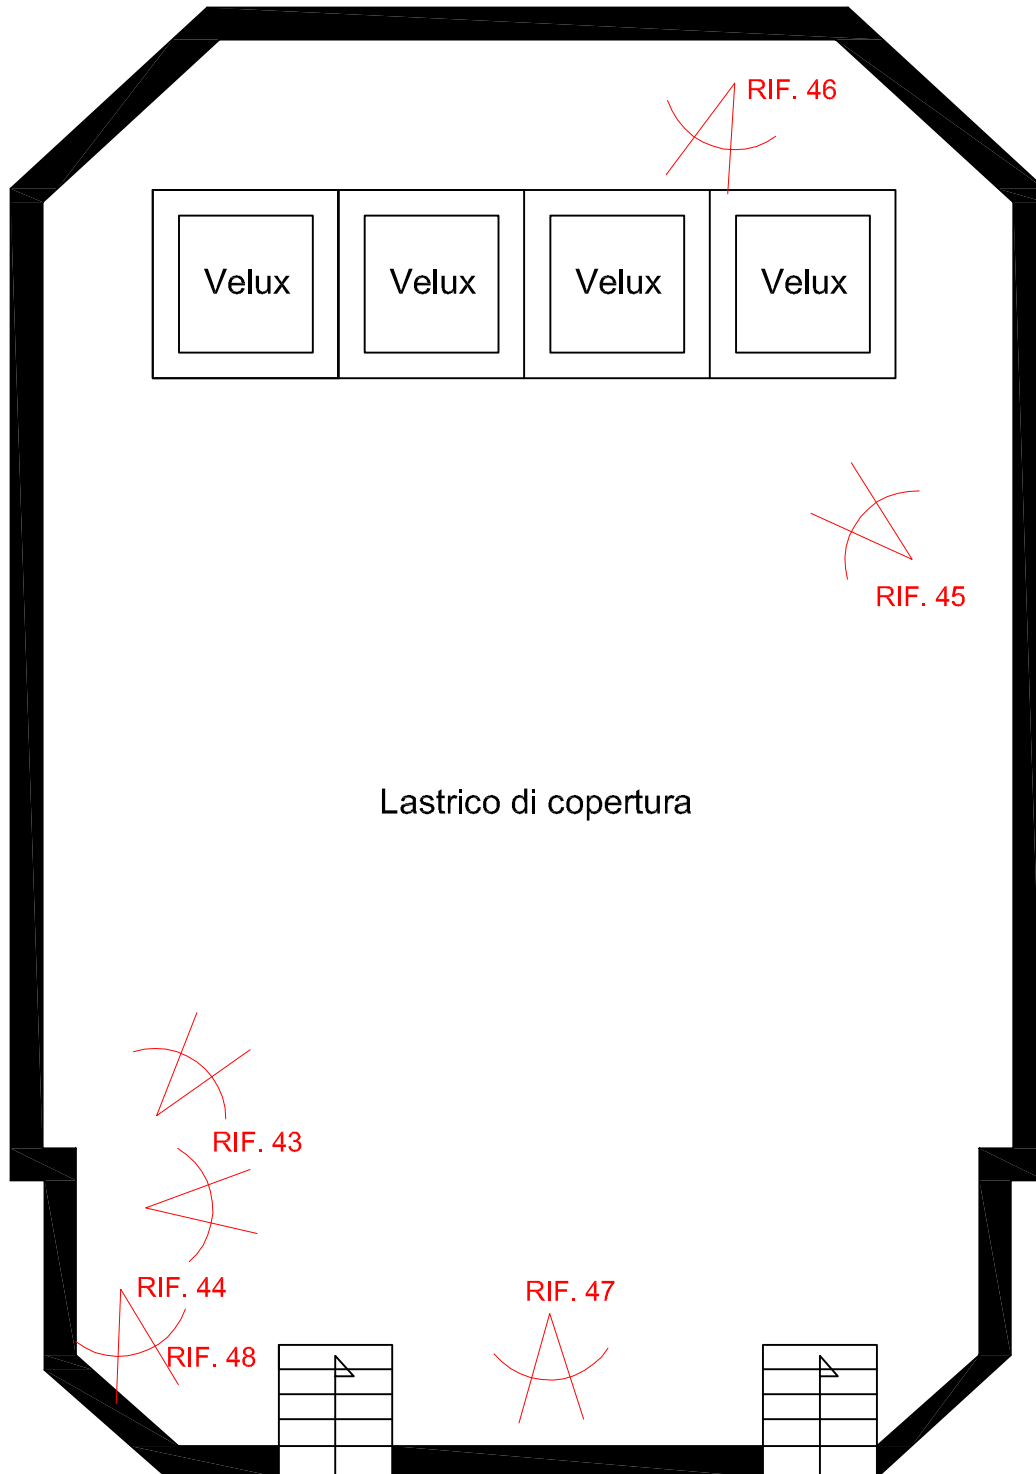 RIF. 46
Velux Velux Velux Velux
RIF. 45
Lastrico di copertura
RIF. 43
RIF. 44
RIF. 47
RIF. 48